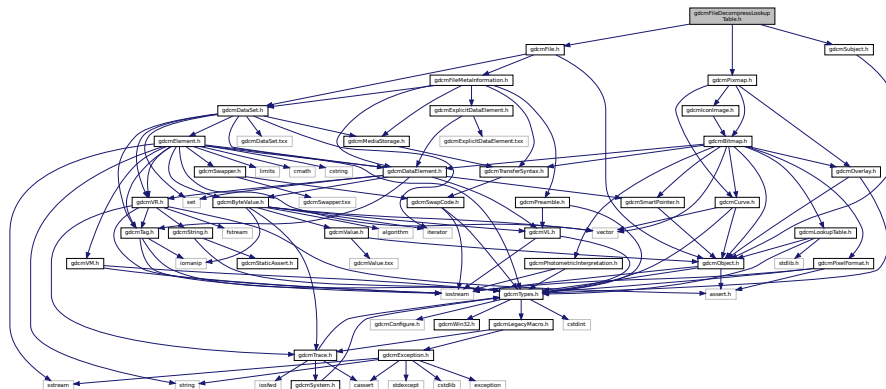 gdcmFileDecompressLookup
Table.h
gdcmFile.h
gdcmSubject.h
gdcmFileMetaInformation.h
gdcmPixmap.h
gdcmDataSet.h
gdcmExplicitDataElement.h
gdcmIconImage.h
gdcmElement.h
gdcmDataSet.txx
gdcmMediaStorage.h
gdcmExplicitDataElement.txx
gdcmBitmap.h
gdcmSwapper.h
limits
cmath
cstring
gdcmDataElement.h
gdcmTransferSyntax.h
gdcmOverlay.h
gdcmVR.h
set
gdcmByteValue.h
gdcmSwapper.txx
gdcmSwapCode.h
gdcmPreamble.h
gdcmSmartPointer.h
gdcmCurve.h
gdcmTag.h
gdcmString.h
fstream
gdcmValue.h
algorithm
iterator
gdcmVL.h
vector
gdcmLookupTable.h
gdcmVM.h
iomanip
gdcmStaticAssert.h
gdcmValue.txx
gdcmPhotometricInterpretation.h
gdcmObject.h
stdlib.h
gdcmPixelFormat.h
iostream
gdcmTypes.h
assert.h
gdcmConfigure.h
gdcmWin32.h
gdcmLegacyMacro.h
cstdint
gdcmTrace.h
gdcmException.h
sstream
string
iosfwd
gdcmSystem.h
cassert
stdexcept
cstdlib
exception